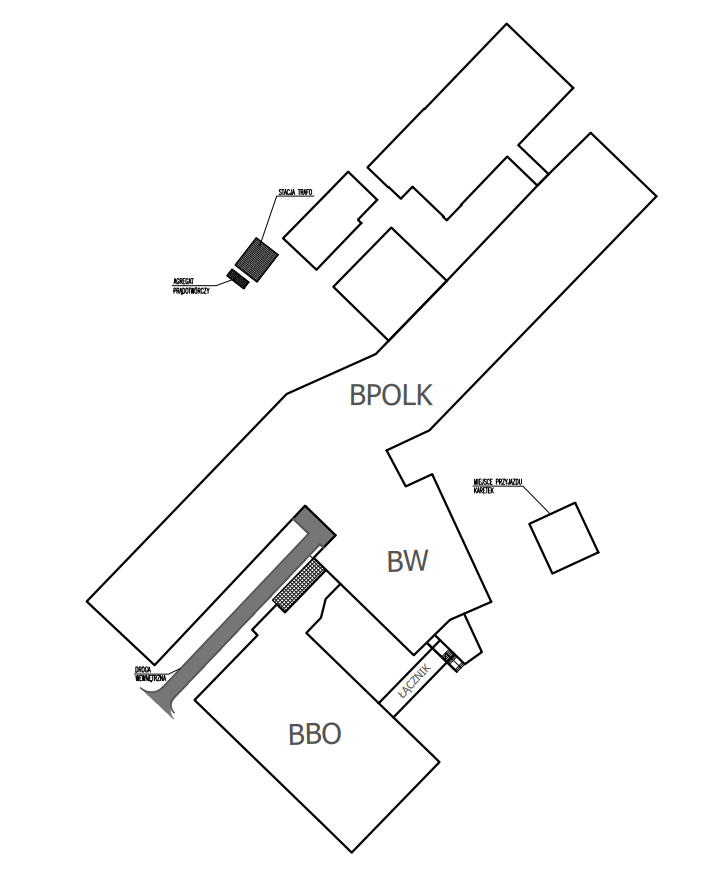 STACJA TRAFO
AGREGAT
PRĄDOTWÓRCZY
BPOLK
MIEJSCE PRZYJAZDU
KARETEK
BW
DROGA
WEWNĘTRZNA
ŁĄCZNIK
BBO